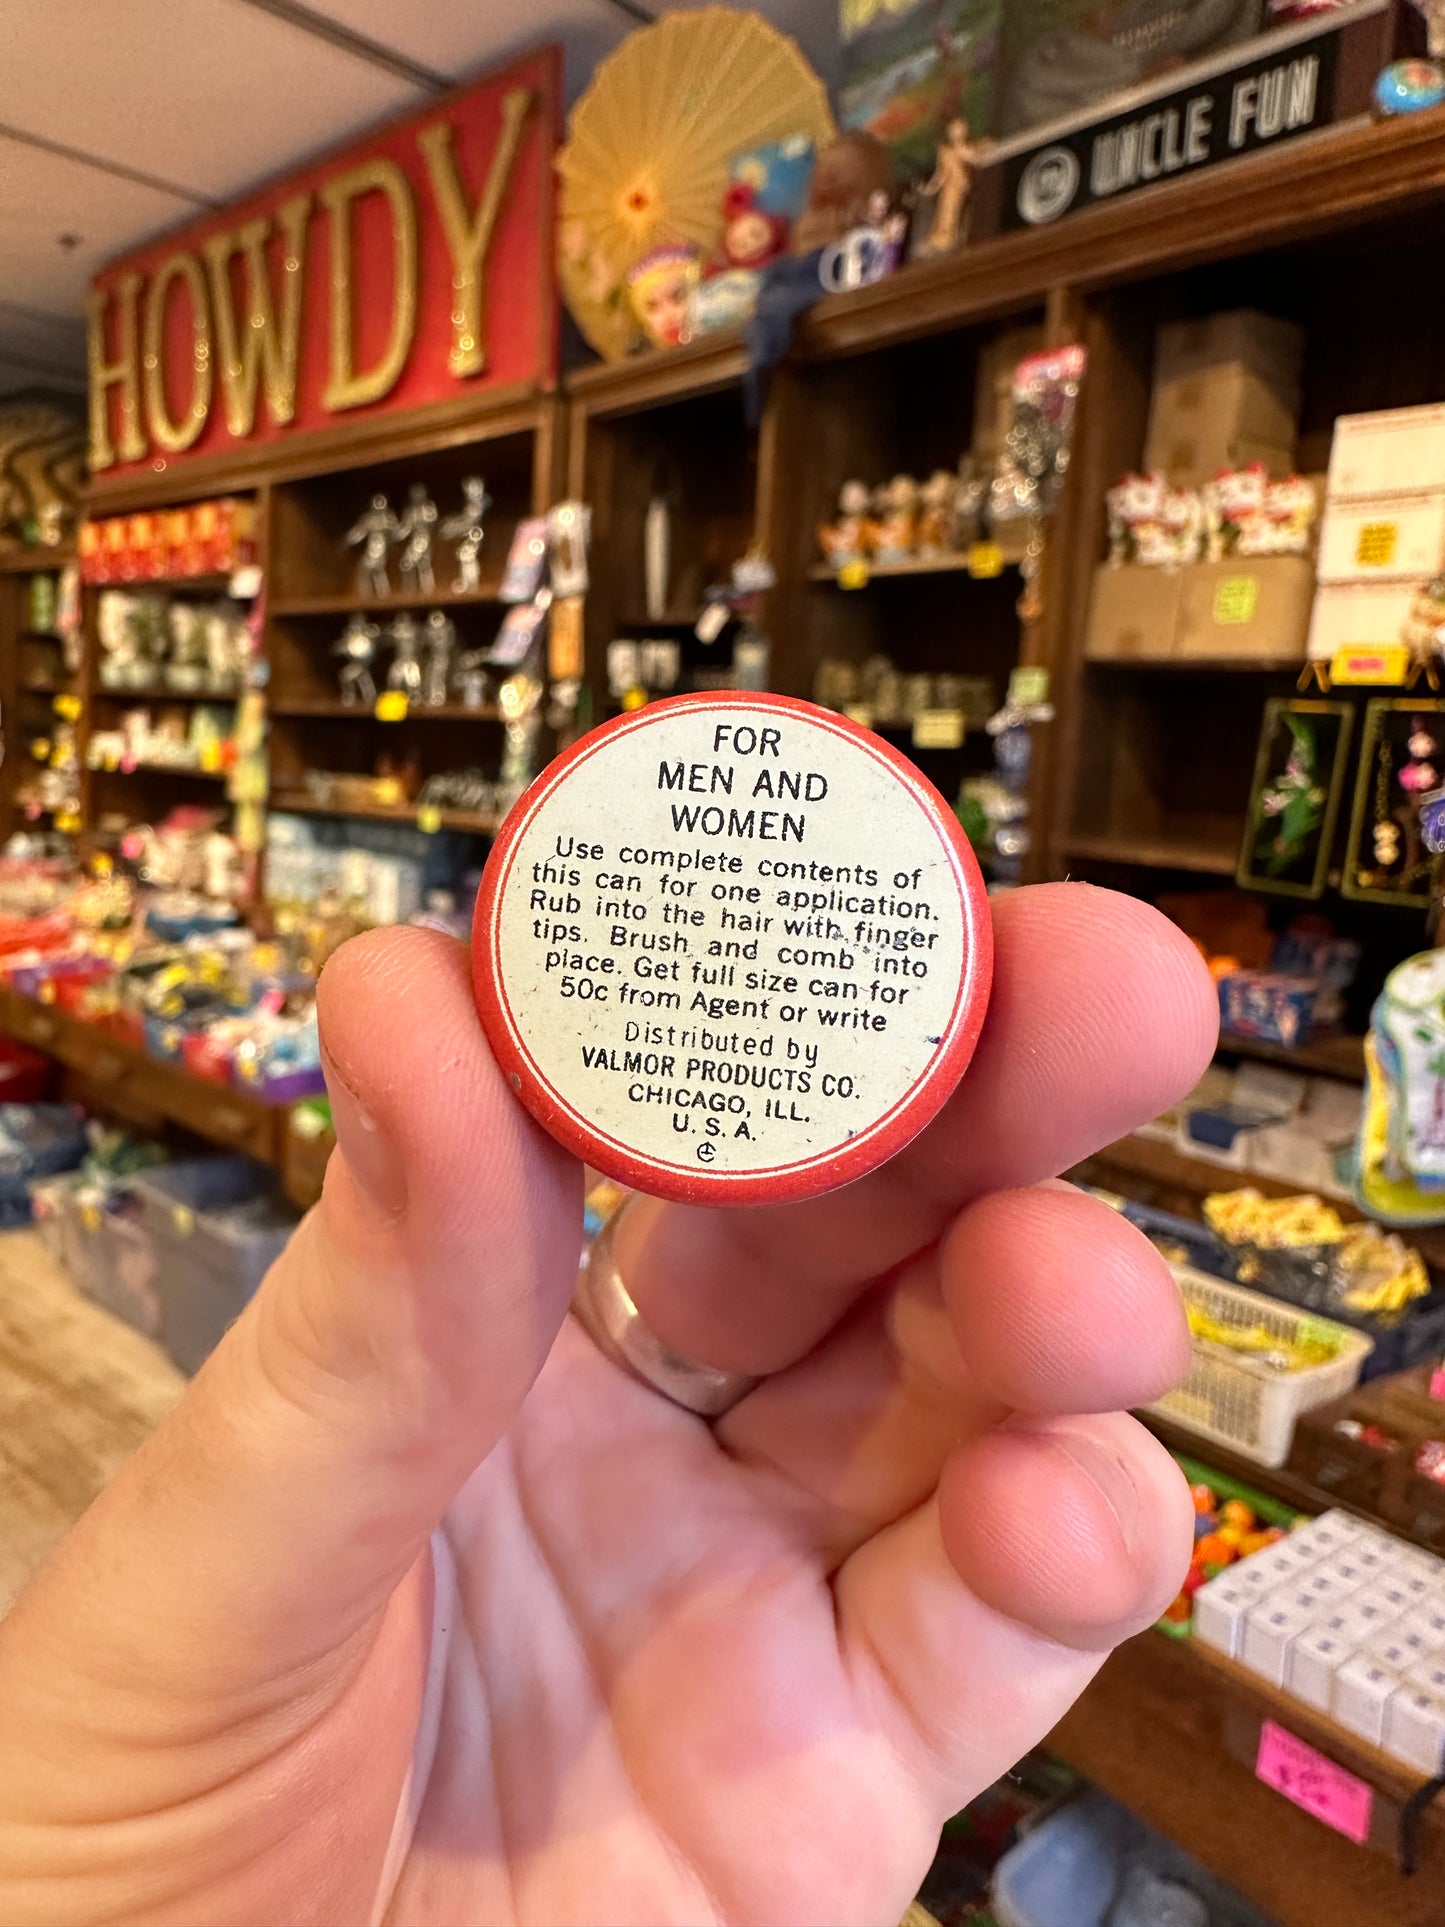 HOWDY
UNCLE FUN
FOR
MEN AND
WOMEN
Use complete contents of
this can for one application.
Rub into the hair with finger
tips. Brush and comb into
place. Get full size can for
50c from Agent or write
Distributed by
VALMOR PRODUCTS CO.
CHICAGO, ILL.
U. S. A.